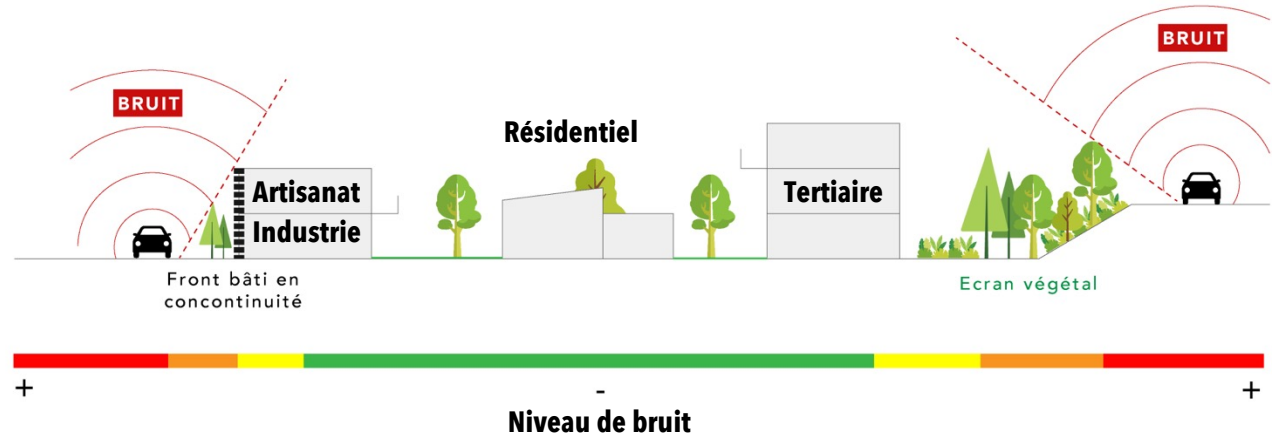 BRUIT
BRUIT
Résidentiel
Artisanat
Industrie
Tertiaire
Front bâti en
concontinuité
Ecran végétal
+
-
+
Niveau de bruit